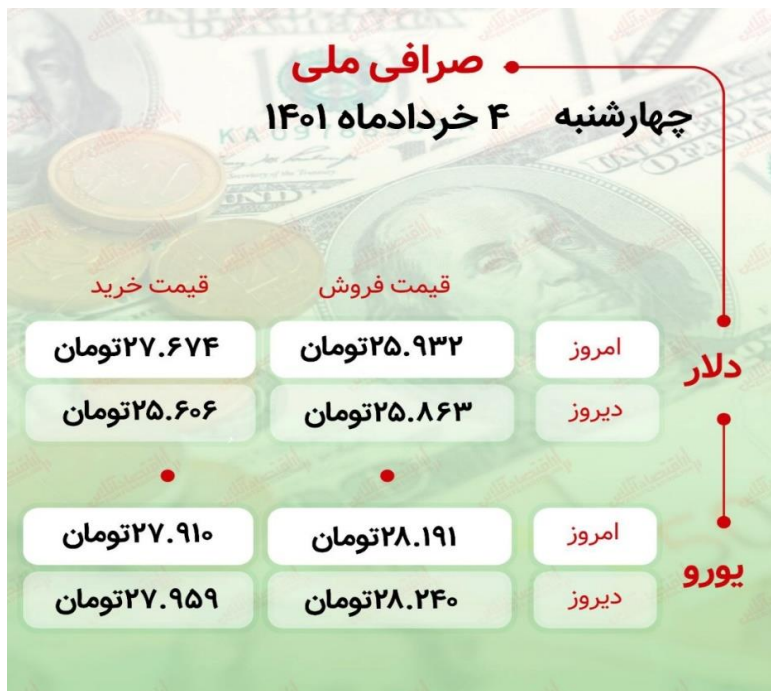 صرافی ملی
چهارشنبه ۴ خردادماه ۱۴۰۱
قیمت فروش قیمت خرید
دلار
امروز ۲۵.۹۳۲تومان ۲۷.۶۷۴تومان
دیروز ۲۵.۸۶۳تومان ۲۵.۶۰۶تومان
یورو
امروز ۲۸.۱۹۱تومان ۲۷.۹۱۰تومان
دیروز ۲۸.۲۴۰تومان ۲۷.۹۵۹تومان